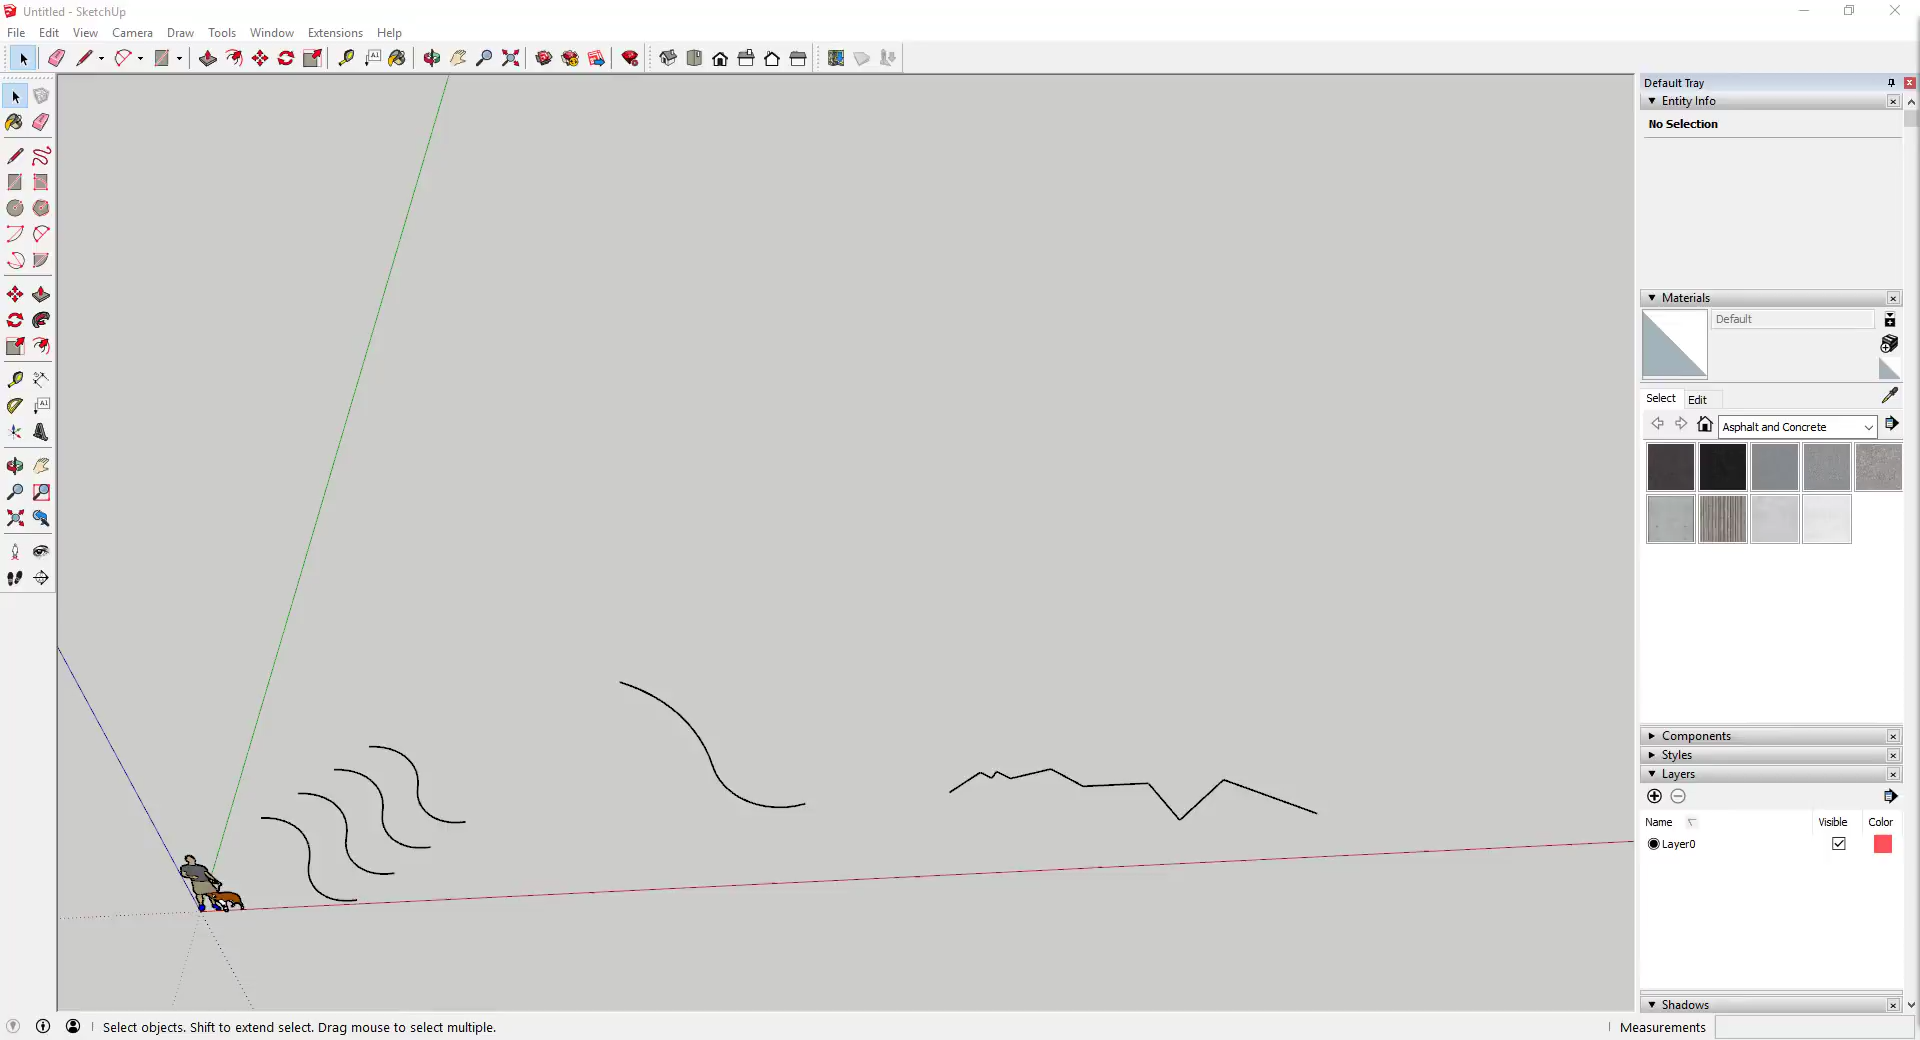 Untitled - SketchUp
File Edit View Camera Draw Tools Window Extensions Help
A1
Default Tray
Entity Info
No Selection
Materials
Default
A1
Select Edit
Asphalt and Concrete
Components
Styles
Layers
Name Visible Color
Layer0
Shadows
Select objects. Shift to extend select. Drag mouse to select multiple.
Measurements